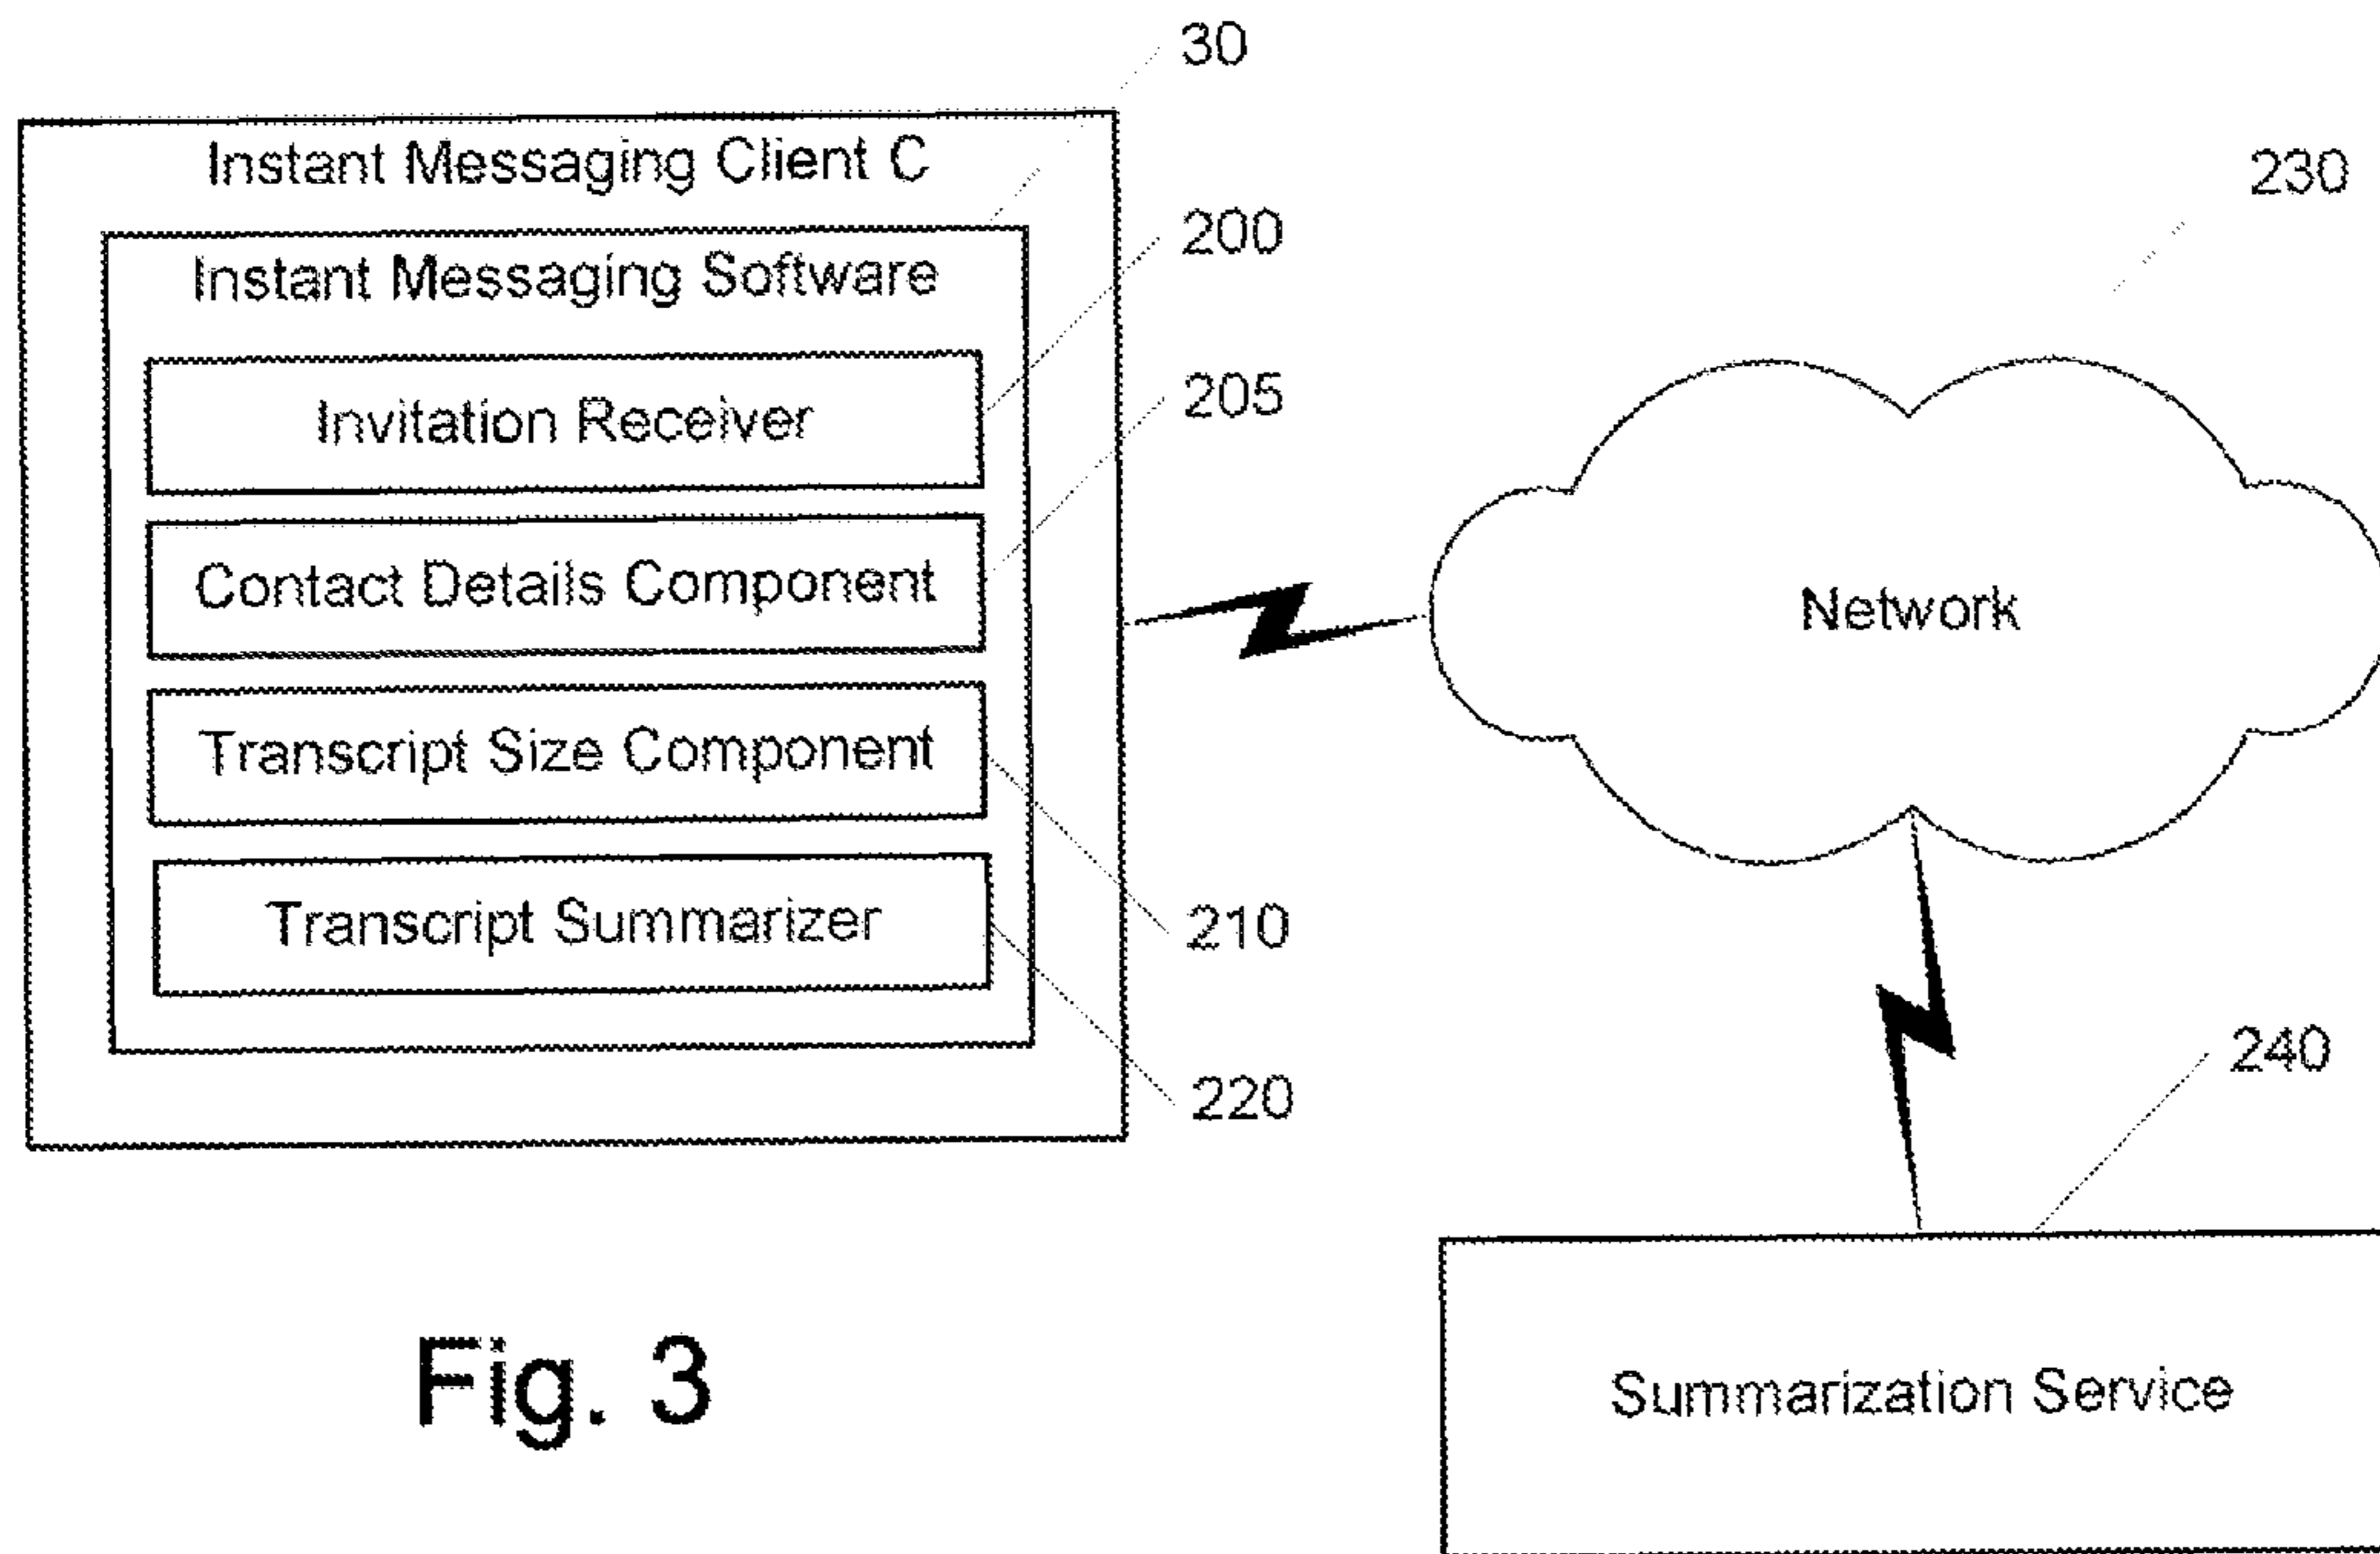 30
Instant Messaging Client C
230
200
Instant Messaging Software
205
Invitation Receiver
Contact Details Component
Network
Transcript Size Component
210
Transcript Summarizer
240
220
Summarization Service
Fig. 3